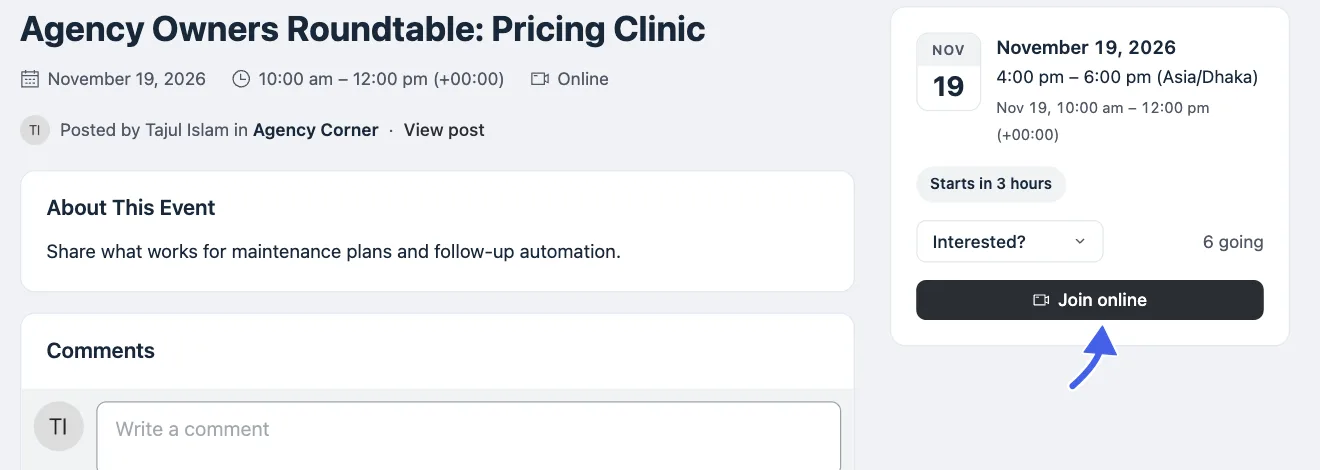 Agency Owners Roundtable: Pricing Clinic
November 19, 2026
10:00 am – 12:00 pm (+00:00)
Online
TI
Posted by Tajul Islam in Agency Corner · View post
About This Event
Share what works for maintenance plans and follow-up automation.
Comments
TI
Write a comment
NOV
19
November 19, 2026
4:00 pm – 6:00 pm (Asia/Dhaka)
Nov 19, 10:00 am – 12:00 pm
(+00:00)
Starts in 3 hours
Interested?
6 going
Join online